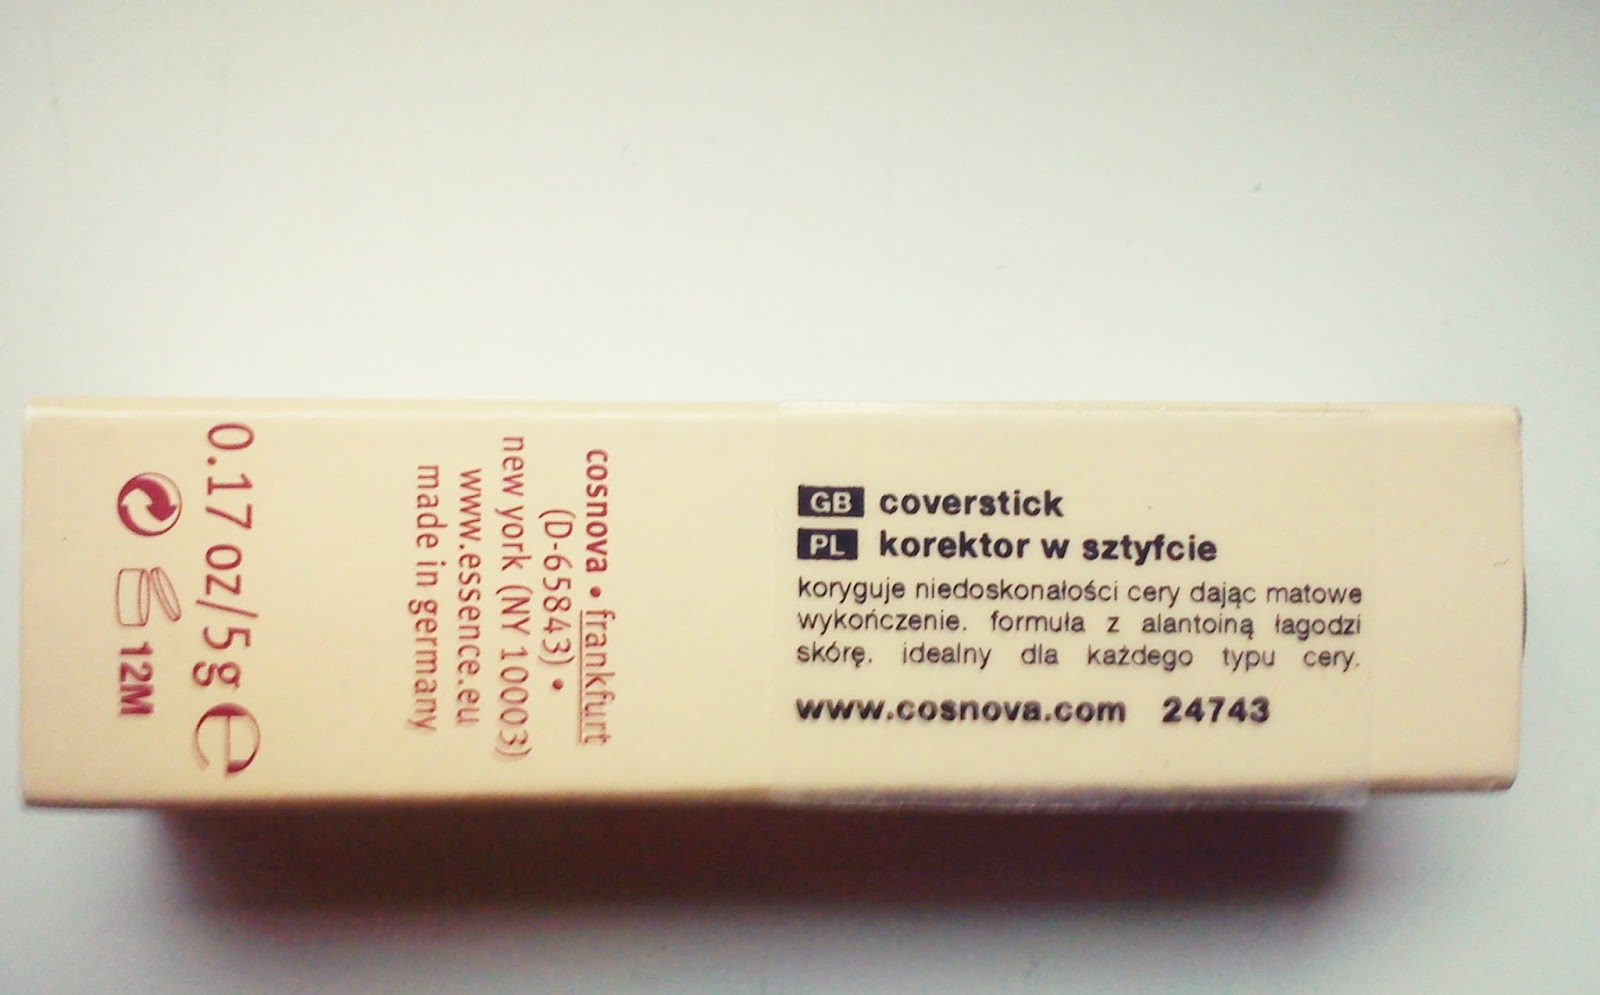 0.17 oz/5g e
12M
cosnova • frankfurt
(D-65843) •
new york (NY 10003)
www.essence.eu
made in germany
GB coverstick
PL korektor w sztyfcie
koryguje niedoskonałości cery dając matowe
wykończenie. formuła z alantoiną łagodzi
skórę. idealny dla każdego typu cery.
www.cosnova.com 24743